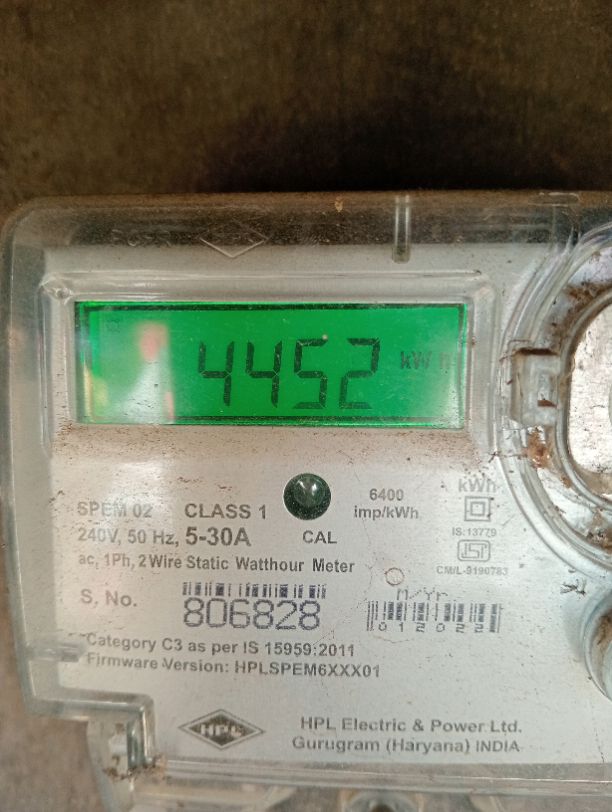 4452 kWh
SPEM 02 CLASS 1
240V, 50 Hz, 5-30A
CAL
6400
imp/kWh
kWh
IS:13779
ISI
CM/L-9190783
ac, 1Ph, 2Wire Static Watthour Meter
S. No.
806828
M/Yr
Category C3 as per IS 15959:2011
Firmware Version: HPLSPEM6XXX01
HPL
HPL Electric & Power Ltd.
Gurugram (Haryana) INDIA